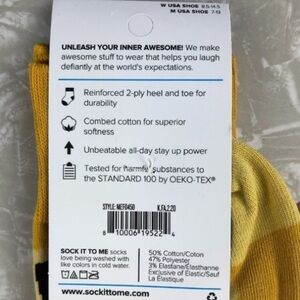 W USA SHOE 8.5-14.5
M USA SHOE 7-13
UNLEASH YOUR INNER AWESOME! We make
awesome stuff to wear that helps you laugh
defiantly at the world's expectations.
Reinforced 2-ply heel and toe for
durability
Combed cotton for superior
softness
Unbeatable all-day stay up power
Tested for harmful substances to
the STANDARD 100 by OEKO-TEX®
STYLE: MEF0450
K.FA2.20
8 10006 19522 4
SOCK IT TO ME socks
love being washed with
like colors in cold water.
50% Cotton/Coton
47% Polyester
3% Elastane/Elasthanne
Exclusive of Elastic/Sauf
La Élastique
www.sockittome.com